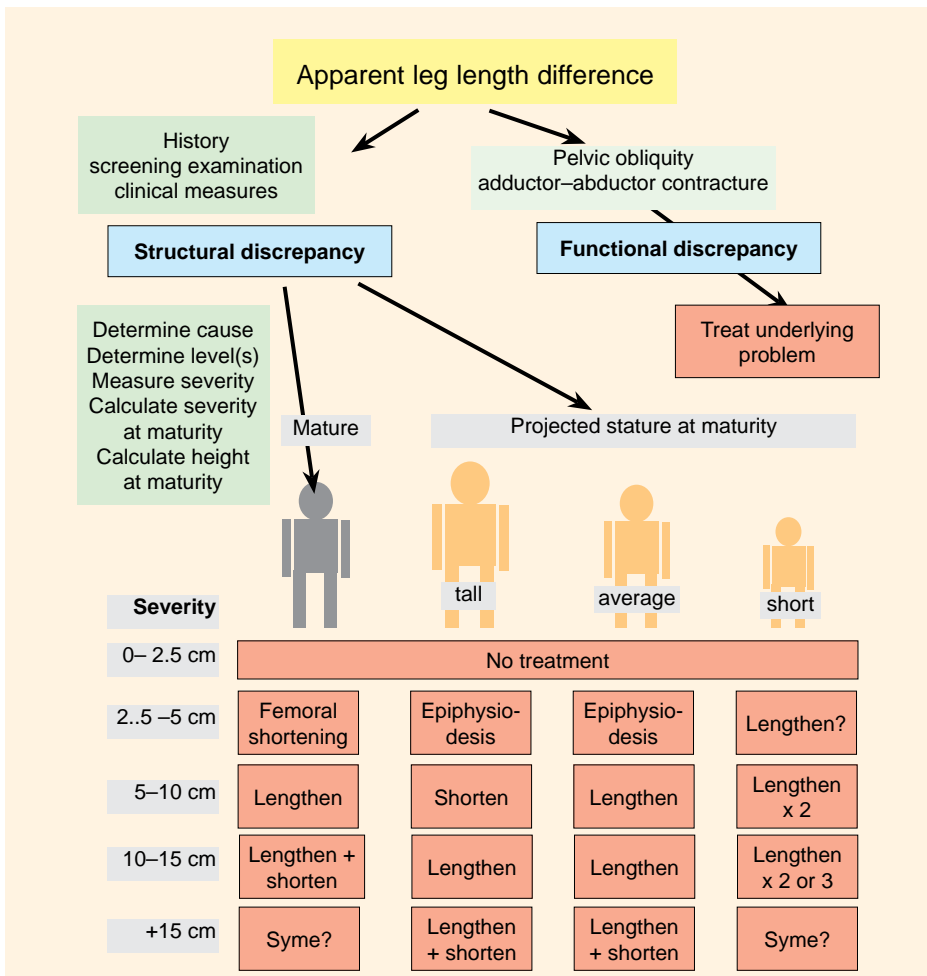 Apparent leg length difference
History
screening examination
clinical measures
Pelvic obliquity
adductor–abductor contracture
Structural discrepancy
Functional discrepancy
Treat underlying
problem
Determine cause
Determine level(s)
Measure severity
Calculate severity
at maturity
Calculate height
at maturity
Mature
Projected stature at maturity
tall
average
short
Severity
0– 2.5 cm
No treatment
2..5 –5 cm
Femoral
shortening
Epiphysio-
desis
Epiphysio-
desis
Lengthen?
5–10 cm
Lengthen
Shorten
Lengthen
Lengthen
x 2
10–15 cm
Lengthen +
shorten
Lengthen
Lengthen
Lengthen
x 2 or 3
+15 cm
Syme?
Lengthen
+ shorten
Lengthen
+ shorten
Syme?